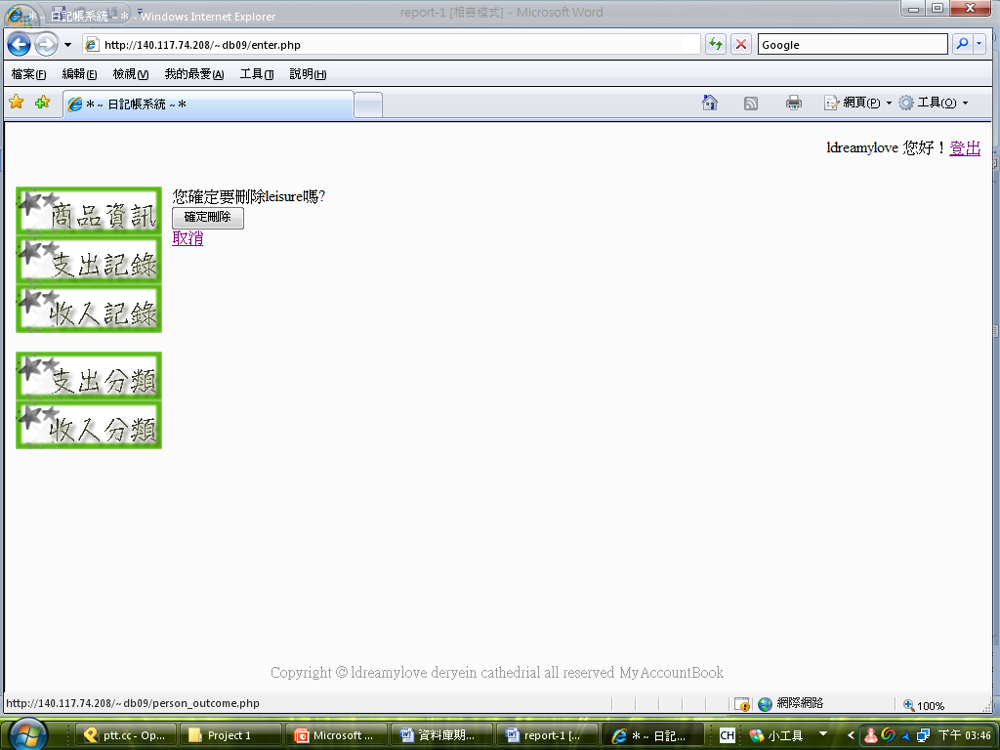 *~ 日記帳系統 ~* - Windows Internet Explorer
report-1 [相容模式] - Microsoft Word
http://140.117.74.208/~db09/enter.php
Google
檔案(F) 編輯(E) 檢視(V) 我的最愛(A) 工具(T) 說明(H)
*~ 日記帳系統 ~*
網頁(P) 工具(O)
ldreamylove 您好！登出
商品資訊
支出記錄
收入記錄
支出分類
收入分類
您確定要刪除leisure嗎?
確定刪除
取消
Copyright © ldreamylove deryein cathedrial all reserved MyAccountBook
http://140.117.74.208/~db09/person_outcome.php
網際網路
100%
ptt.cc - Op...
Project 1
Microsoft ...
資料庫期...
report-1 [...
*~ 日記...
CH
小工具
下午 03:46